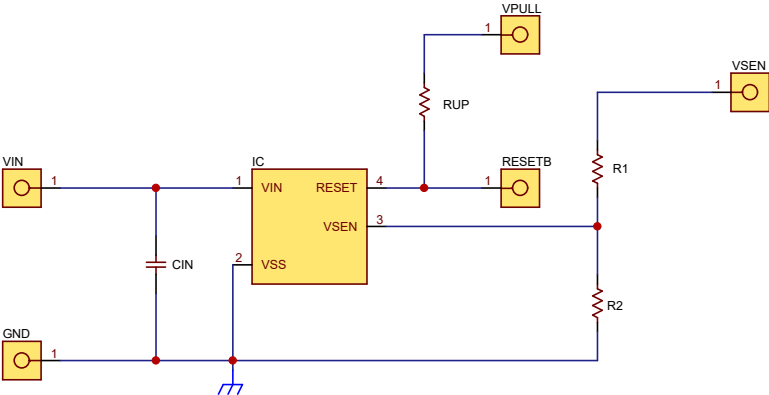 VPULL
1
VSEN
1
RUP
VIN
1
IC
1
VIN
RESET
4
1
RESETB
R1
VSEN
3
2
VSS
CIN
R2
GND
1